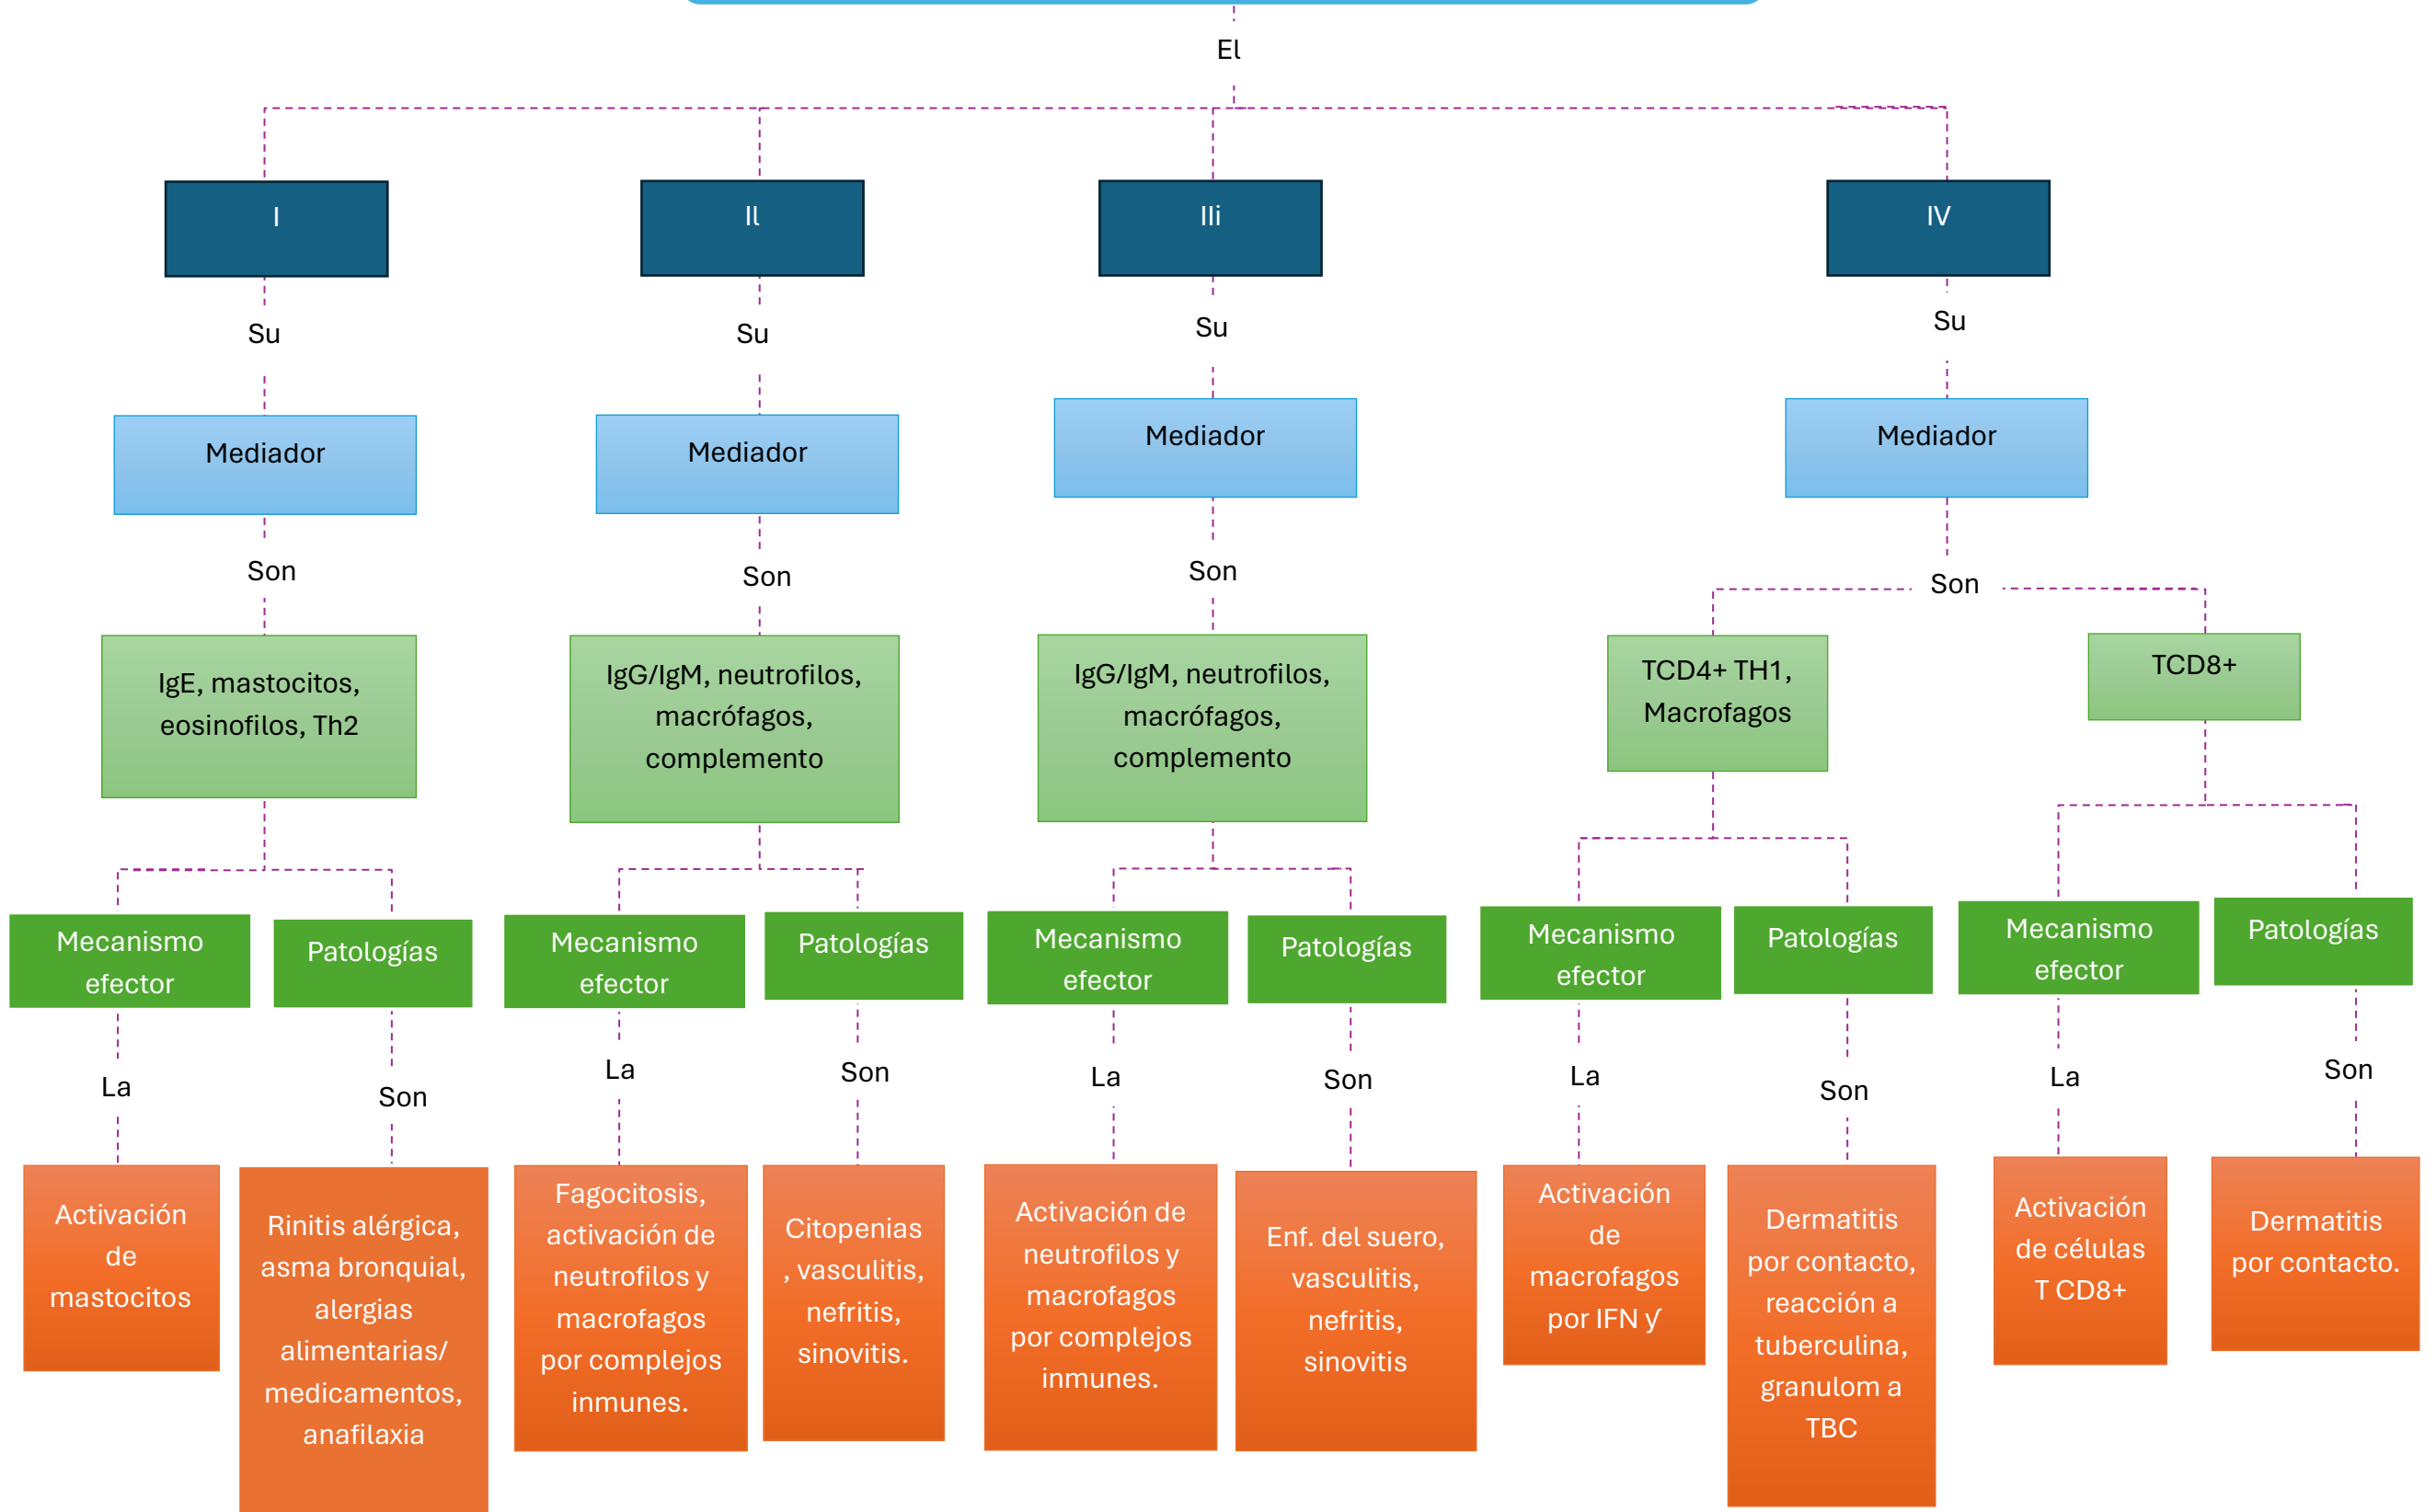 El
I
Il
IIi
IV
Su
Su
Su
Su
Mediador
Mediador
Mediador
Mediador
Son
Son
Son
Son
IgE, mastocitos,
eosinofilos, Th2
IgG/IgM, neutrofilos,
macrófagos,
complemento
IgG/IgM, neutrofilos,
macrófagos,
complemento
TCD4+ TH1,
Macrofagos
TCD8+
Mecanismo
efector
Patologías
Mecanismo
efector
Patologías
Mecanismo
efector
Patologías
Mecanismo
efector
Patologías
Mecanismo
efector
Patologías
La
Son
La
Son
La
Son
La
Son
La
Son
Activación
de
mastocitos
Rinitis alérgica,
asma bronquial,
alergias
alimentarias/
medicamentos,
anafilaxia
Fagocitosis,
activación de
neutrofilos y
macrofagos
por complejos
inmunes.
Citopenias
, vasculitis,
nefritis,
sinovitis.
Activación de
neutrofilos y
macrofagos
por complejos
inmunes.
Enf. del suero,
vasculitis,
nefritis,
sinovitis
Activación
de
macrofagos
por IFN ƴ
Dermatitis
por contacto,
reacción a
tuberculina,
granulom a
TBC
Activación
de células
T CD8+
Dermatitis
por contacto.